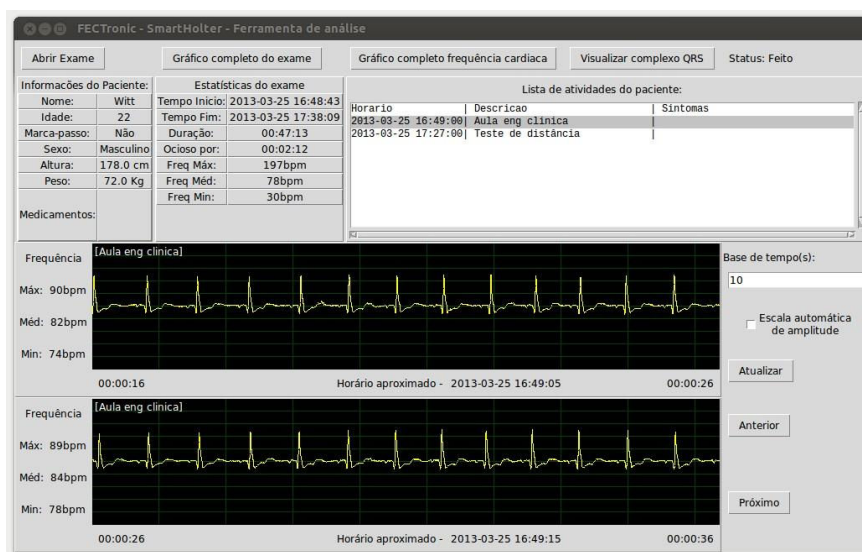 FECTronic - SmartHolter - Ferramenta de análise
Abrir Exame
Gráfico completo do exame
Gráfico completo frequência cardiaca
Visualizar complexo QRS
Status: Feito
Informacões do Paciente:
Nome: Witt
Idade: 22
Marca-passo: Não
Sexo: Masculino
Altura: 178.0 cm
Peso: 72.0 Kg
Medicamentos:
Estatísticas do exame
Tempo Inicio: 2013-03-25 16:48:43
Tempo Fim: 2013-03-25 17:38:09
Duração: 00:47:13
Ocioso por: 00:02:12
Freq Máx: 197bpm
Freq Méd: 78bpm
Freq Min: 30bpm
Lista de atividades do paciente:
Horario | Descricao | Sintomas
2013-03-25 16:49:00| Aula eng clinica |
2013-03-25 17:27:00| Teste de distância |
Frequência
Máx: 90bpm
Méd: 82bpm
Min: 74bpm
[Aula eng clinica]
00:00:16
Horário aproximado - 2013-03-25 16:49:05
00:00:26
Frequência
Máx: 89bpm
Méd: 84bpm
Min: 78bpm
[Aula eng clinica]
00:00:26
Horário aproximado - 2013-03-25 16:49:15
00:00:36
Base de tempo(s):
10
Escala automática
de amplitude
Atualizar
Anterior
Próximo